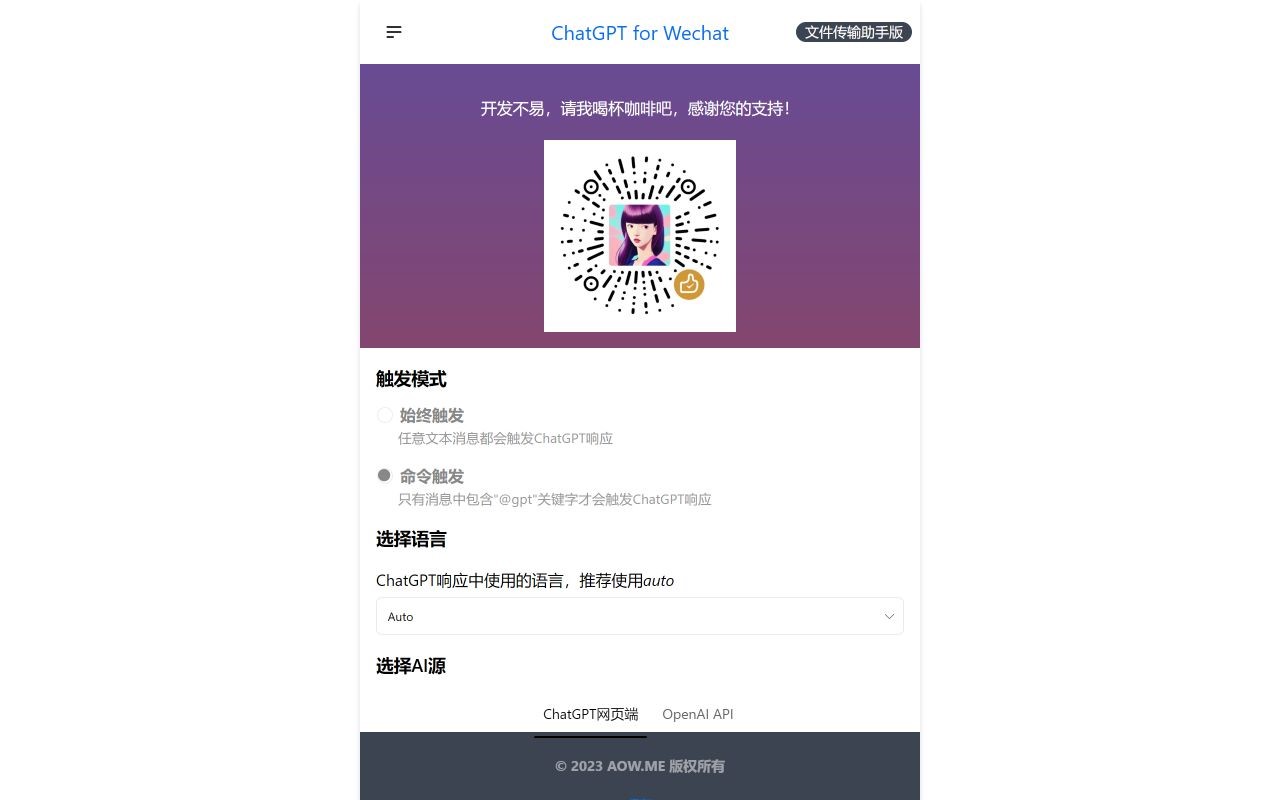 ChatGPT for Wechat
文件传输助手版
开发不易，请我喝杯咖啡吧，感谢您的支持！
触发模式
始终触发
任意文本消息都会触发ChatGPT响应
命令触发
只有消息中包含"@gpt"关键字才会触发ChatGPT响应
选择语言
ChatGPT响应中使用的语言，推荐使用auto
Auto
选择AI源
ChatGPT网页端
OpenAI API
© 2023 AOW.ME 版权所有